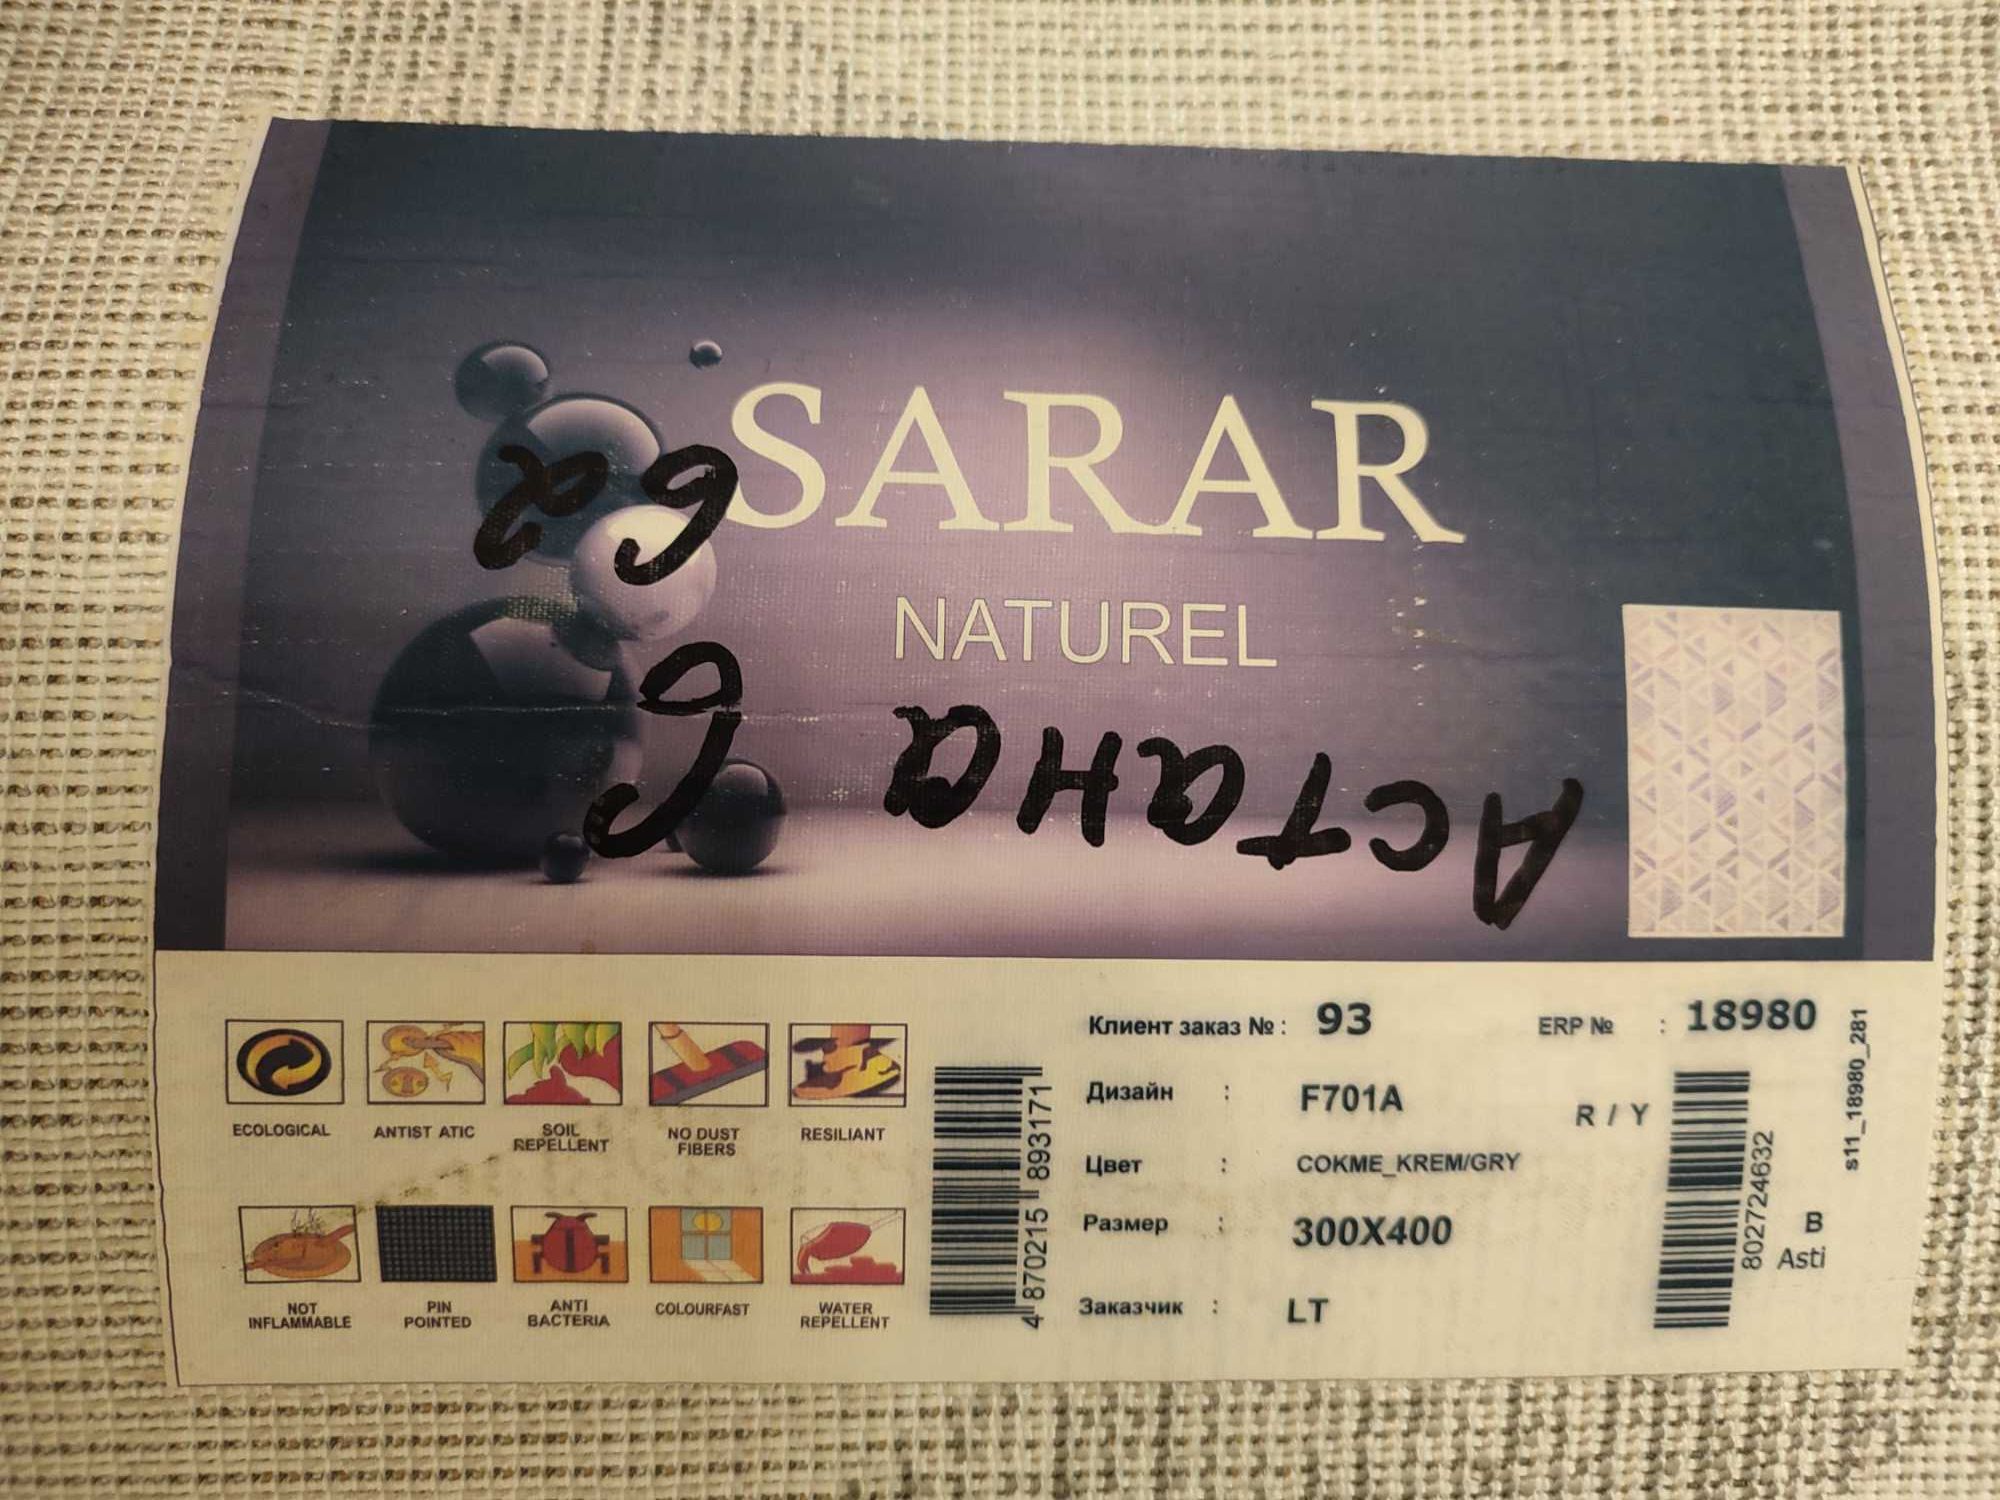 SARAR
NATUREL
Астана
ECOLOGICAL
ANTIST ATIC
SOIL
REPELLENT
NO DUST
FIBERS
RESILIANT
NOT
INFLAMMABLE
PIN
POINTED
ANTI
BACTERIA
COLOURFAST
WATER
REPELLENT
4 870215 893171
Клиент заказ № : 93
ERP № : 18980
Дизайн : F701A
R / Y
Цвет : COKME_KREM/GRY
Размер : 300X400
Заказчик : LT
8027244632
B
Asti
s11_18980_281